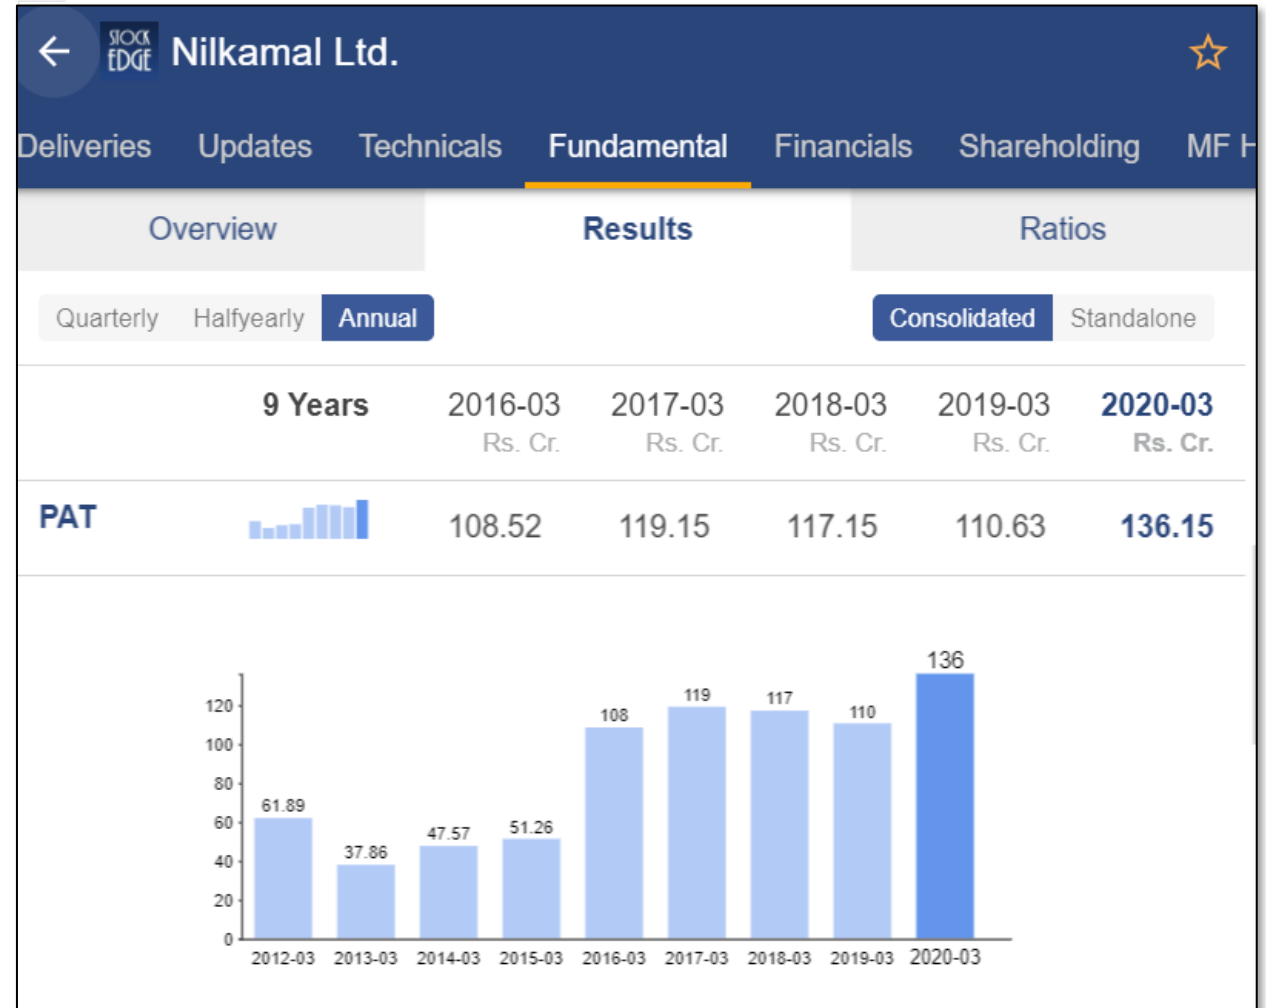 STOCK EDGE Nilkamal Ltd.
Deliveries Updates Technicals Fundamental Financials Shareholding MF H
Overview Results Ratios
Quarterly Halfyearly Annual Consolidated Standalone
9 Years 2016-03 2017-03 2018-03 2019-03 2020-03
Rs. Cr. Rs. Cr. Rs. Cr. Rs. Cr. Rs. Cr.
PAT 108.52 119.15 117.15 110.63 136.15
136
120 119 117
108 110
100
80
61.89
60
47.57 51.26
37.86
40
20
0
2012-03 2013-03 2014-03 2015-03 2016-03 2017-03 2018-03 2019-03 2020-03